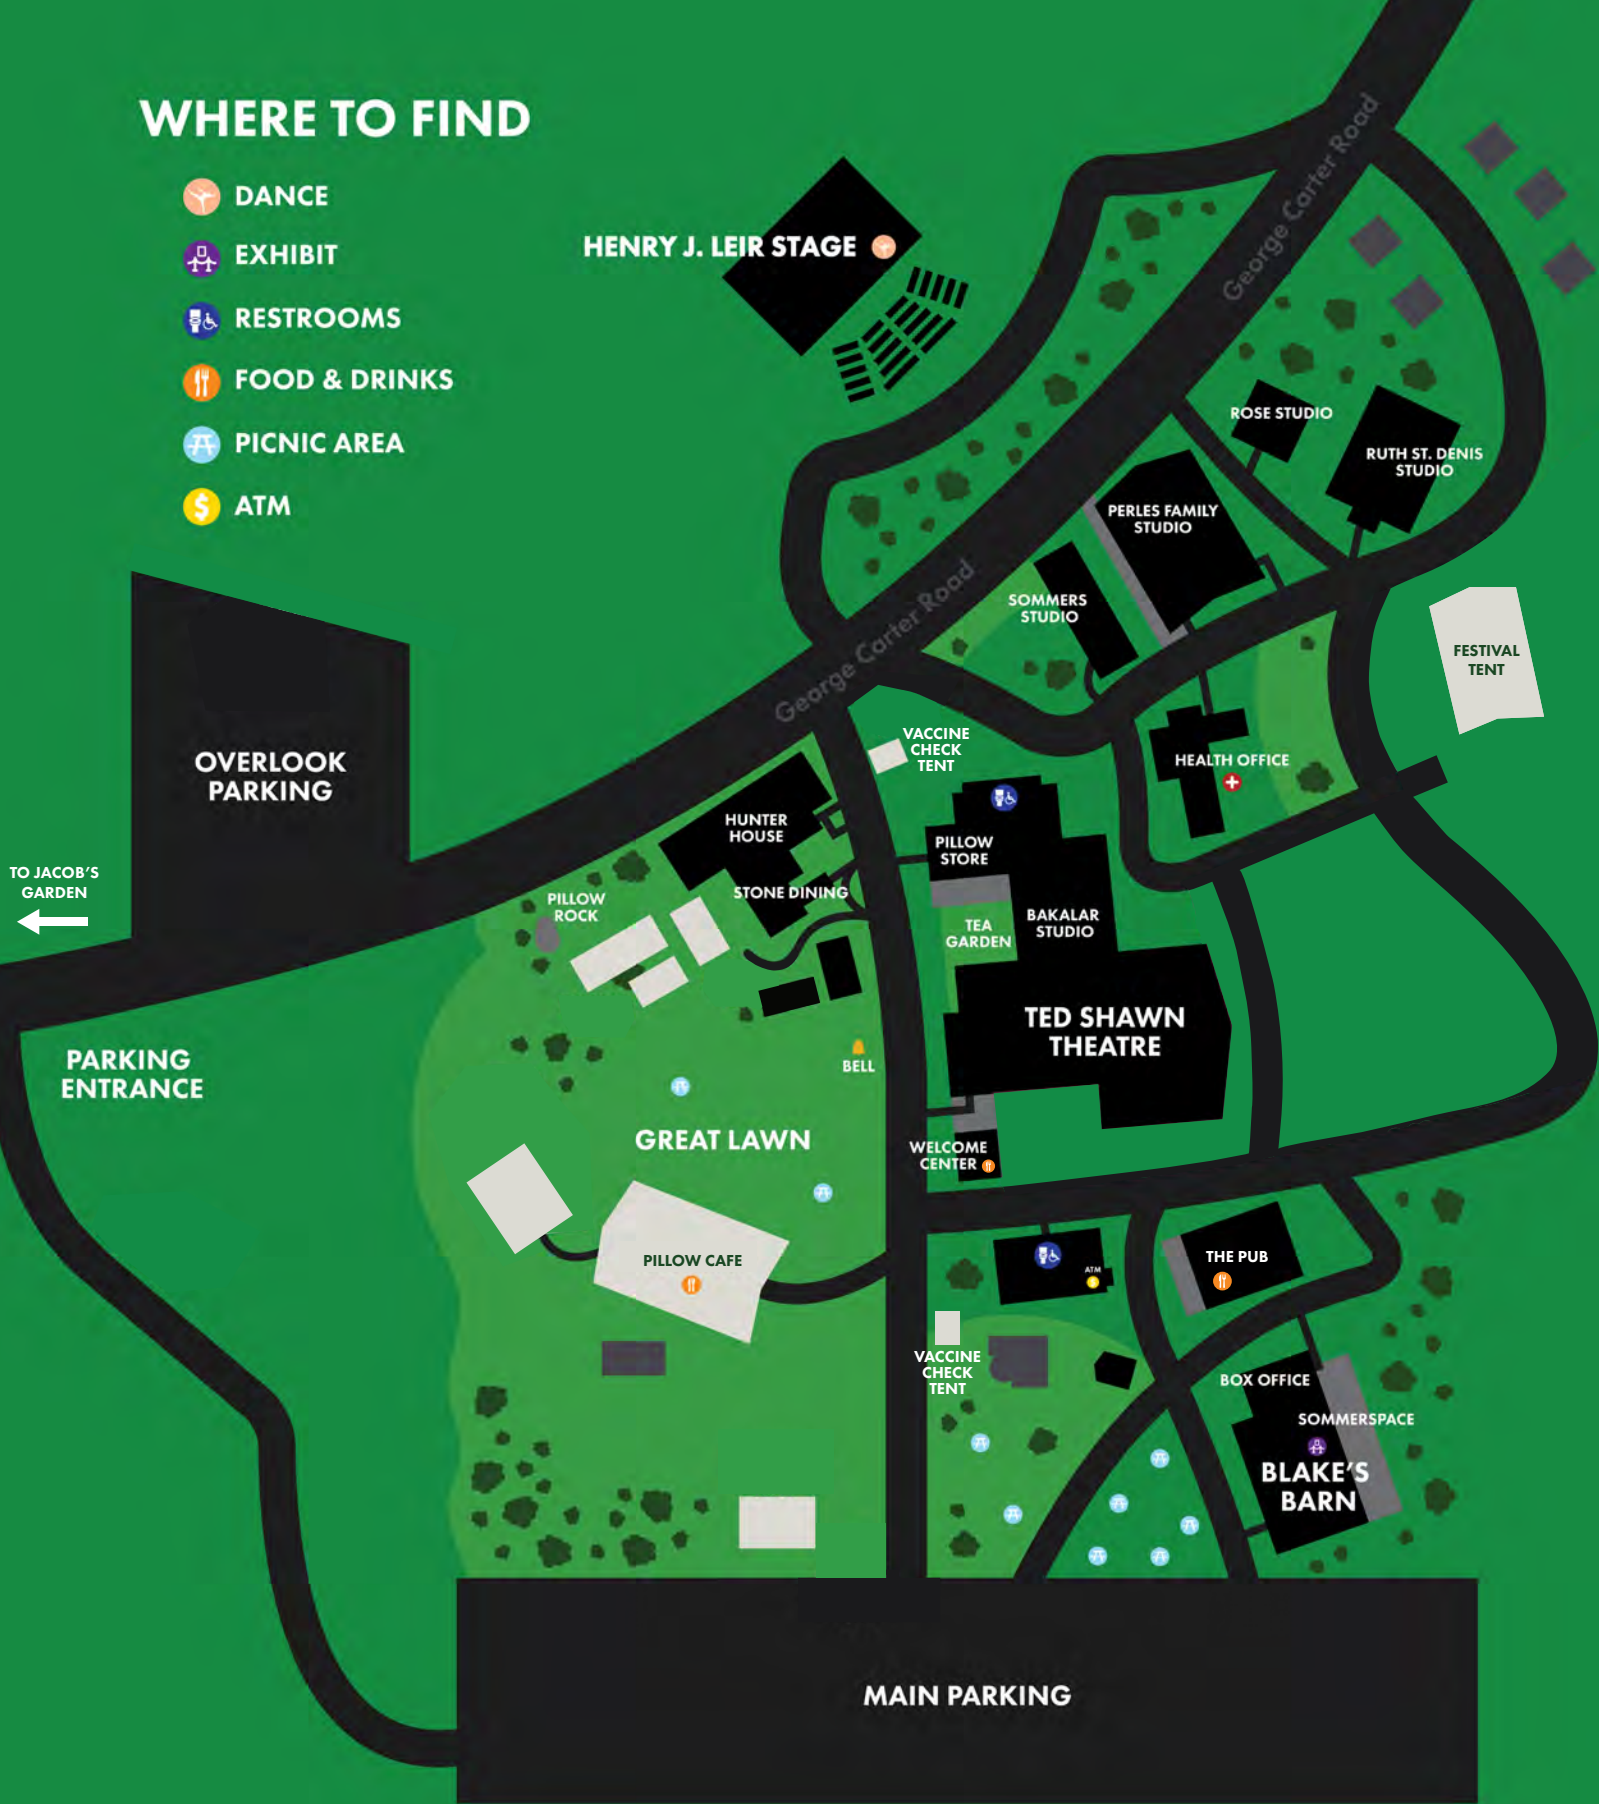 WHERE TO FIND
DANCE
EXHIBIT
RESTROOMS
FOOD & DRINKS
PICNIC AREA
$ ATM
HENRY J. LEIR STAGE
George Carter Road
ROSE STUDIO
RUTH ST. DENIS
STUDIO
PERLES FAMILY
STUDIO
SOMMERS
STUDIO
George Carter Road
FESTIVAL
TENT
VACCINE
CHECK
TENT
HEALTH OFFICE
OVERLOOK
PARKING
HUNTER
HOUSE
PILLOW
STORE
TO JACOB'S
GARDEN
STONE DINING
PILLOW
ROCK
TEA
GARDEN
BAKALAR
STUDIO
TED SHAWN
THEATRE
PARKING
ENTRANCE
BELL
GREAT LAWN
WELCOME
CENTER
PILLOW CAFE
ATM
THE PUB
VACCINE
CHECK
TENT
BOX OFFICE
SOMMERSPACE
BLAKE'S
BARN
MAIN PARKING